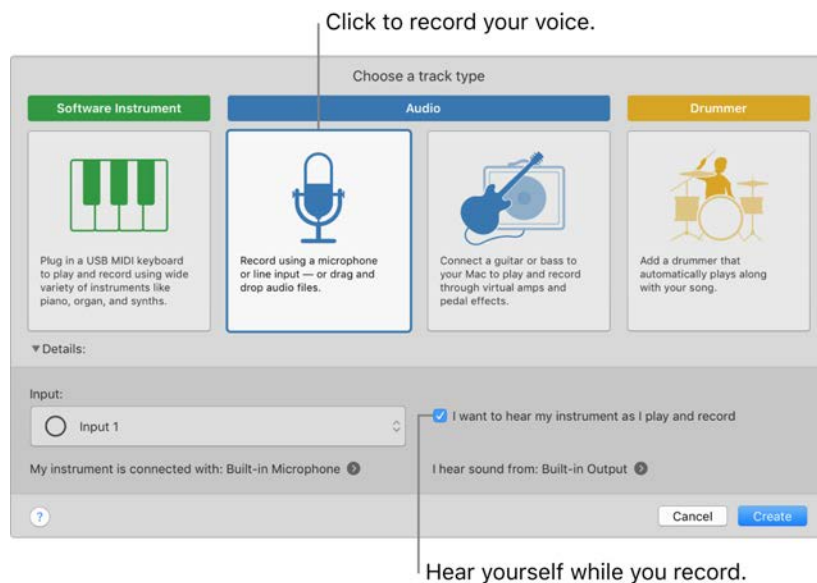 Click to record your voice.
Choose a track type
Software Instrument
Audio
Drummer
Plug in a USB MIDI keyboard
to play and record using wide
variety of instruments like
piano, organ, and synths.
Record using a microphone
or line input — or drag and
drop audio files.
Connect a guitar or bass to
your Mac to play and record
through virtual amps and
pedal effects.
Add a drummer that
automatically plays along
with your song.
Details:
Input:
Input 1
I want to hear my instrument as I play and record
My instrument is connected with: Built-in Microphone
I hear sound from: Built-in Output
?
Cancel
Create
Hear yourself while you record.